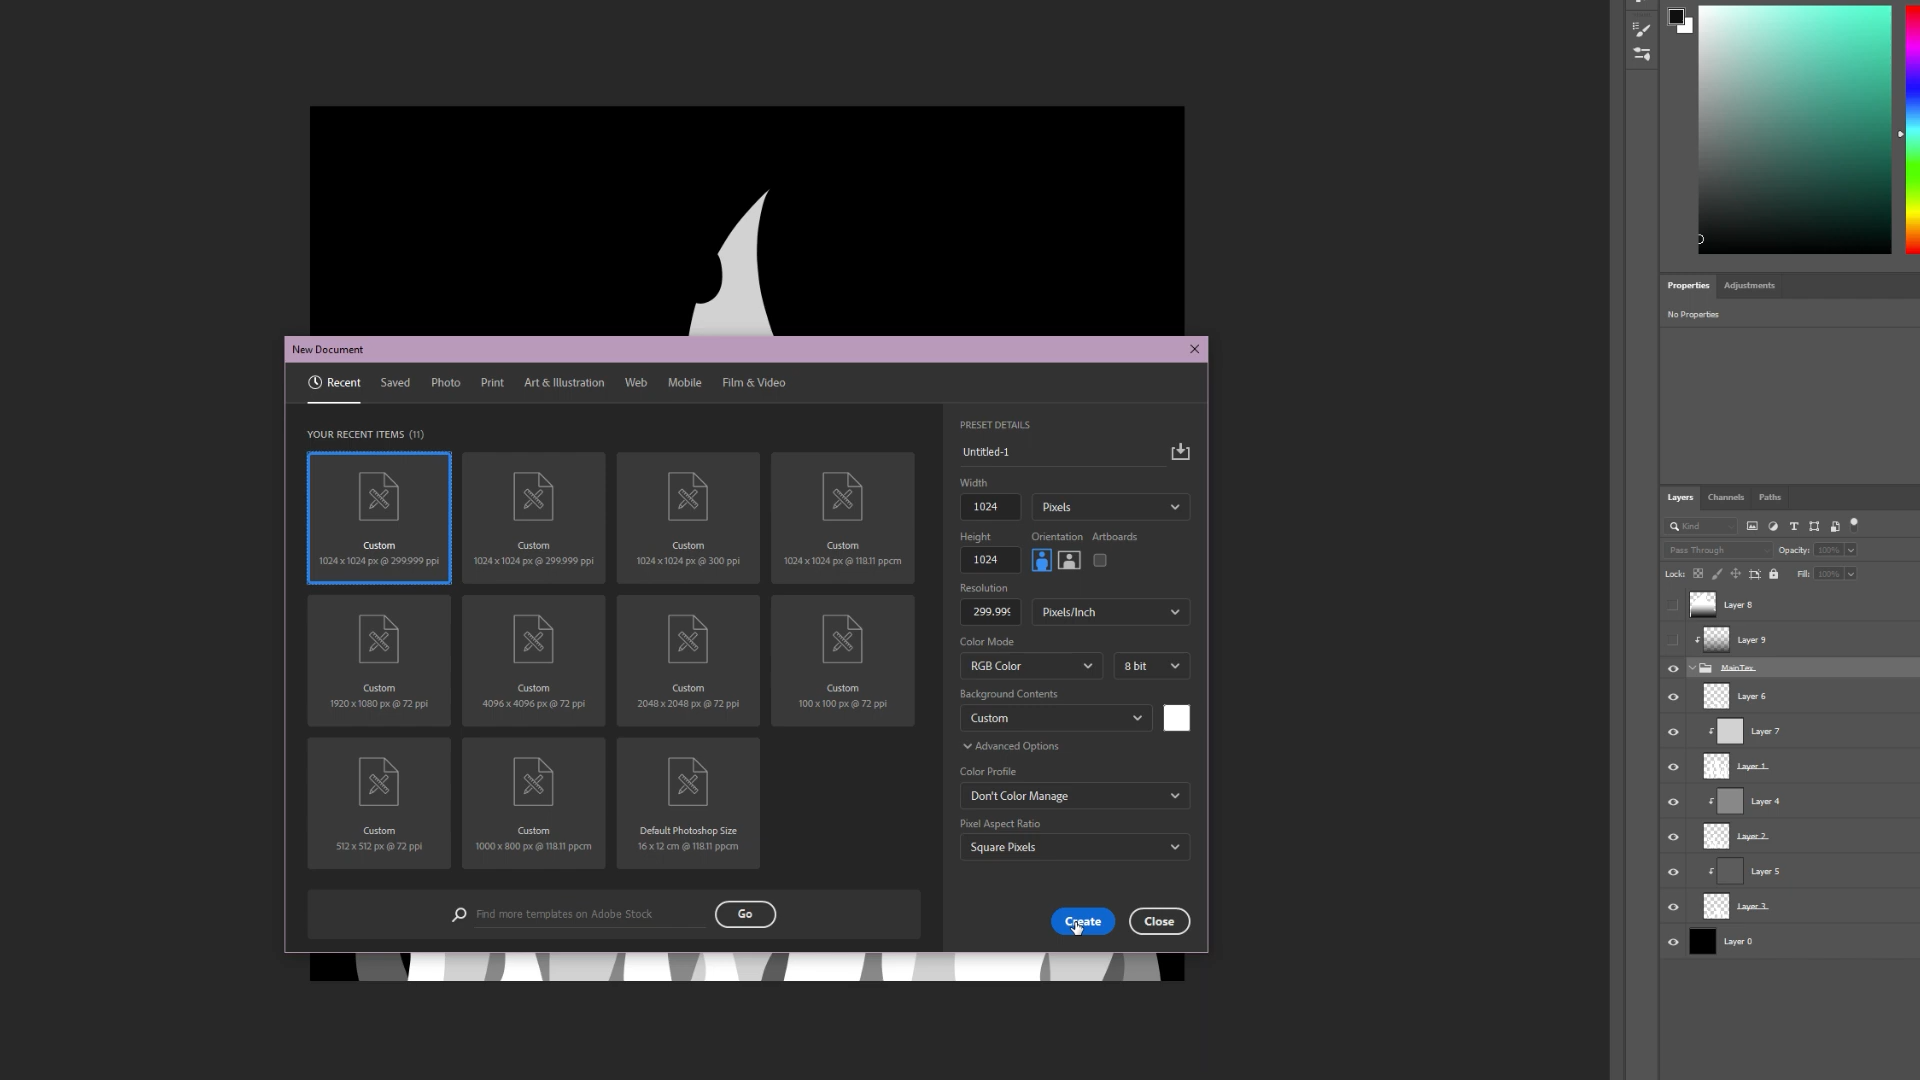 New Document
Recent
Saved
Photo
Print
Art & Illustration
Web
Mobile
Film & Video
YOUR RECENT ITEMS (11)
Custom
1024 x 1024 px @ 299.999 ppi
Custom
1024 x 1024 px @ 299.999 ppi
Custom
1024 x 1024 px @ 300 ppi
Custom
1024 x 1024 px @ 118.11 ppcm
Custom
1920 x 1080 px @ 72 ppi
Custom
4096 x 4096 px @ 72 ppi
Custom
2048 x 2048 px @ 72 ppi
Custom
100 x 100 px @ 72 ppi
Custom
512 x 512 px @ 72 ppi
Custom
1000 x 800 px @ 118.11 ppcm
Default Photoshop Size
16 x 12 cm @ 118.11 ppcm
Find more templates on Adobe Stock
Go
PRESET DETAILS
Untitled-1
Width
1024
Pixels
Height
Orientation
Artboards
1024
Resolution
299.999
Pixels/Inch
Color Mode
RGB Color
8 bit
Background Contents
Custom
Advanced Options
Color Profile
Don't Color Manage
Pixel Aspect Ratio
Square Pixels
Create
Close
Properties
Adjustments
No Properties
Layers
Channels
Paths
Kind
Pass Through
Opacity:
100%
Lock:
Fill:
100%
Layer 8
Layer 9
MainTex
Layer 6
Layer 7
Layer 1
Layer 4
Layer 2
Layer 5
Layer 3
Layer 0